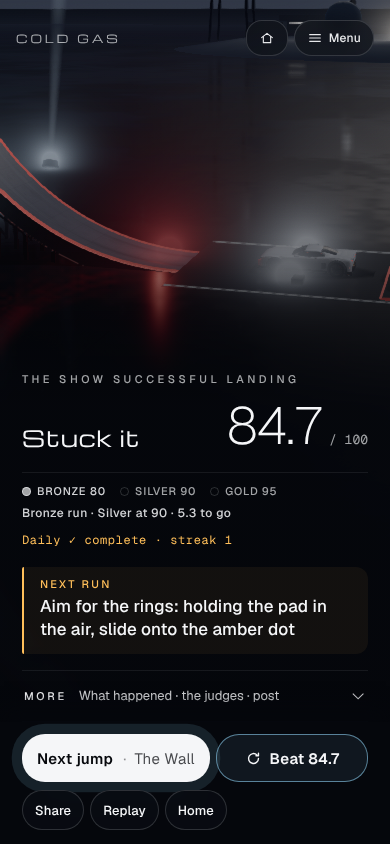 COLD GAS
Menu
THE SHOW SUCCESSFUL LANDING
Stuck it 84.7 / 100
BRONZE 80 SILVER 90 GOLD 95
Bronze run · Silver at 90 · 5.3 to go
Daily ✓ complete · streak 1
NEXT RUN
Aim for the rings: holding the pad in
the air, slide onto the amber dot
MORE What happened · the judges · post
Next jump · The Wall
Beat 84.7
Share Replay Home